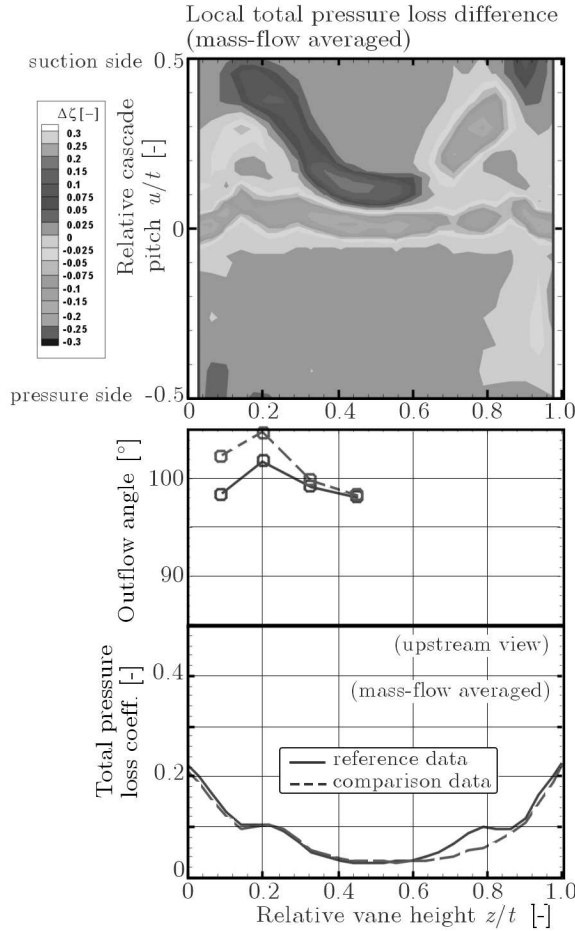 Local total pressure loss difference
(mass-flow averaged)
suction side
0.5
Δζ [-]
0.3
0.25
0.2
0.15
0.1
0.075
0.05
0.025
0
-0.025
-0.05
-0.075
-0.1
-0.15
-0.2
-0.25
-0.3
Relative cascade
pitch u/t [-]
0
pressure side
-0.5
0 0.2 0.4 0.6 0.8 1.0
Outflow angle [°]
100
90
(upstream view)
Total pressure
loss coeff. [-]
0.4
(mass-flow averaged)
0.2
reference data
comparison data
0
0 0.2 0.4 0.6 0.8 1.0
Relative vane height z/t [-]